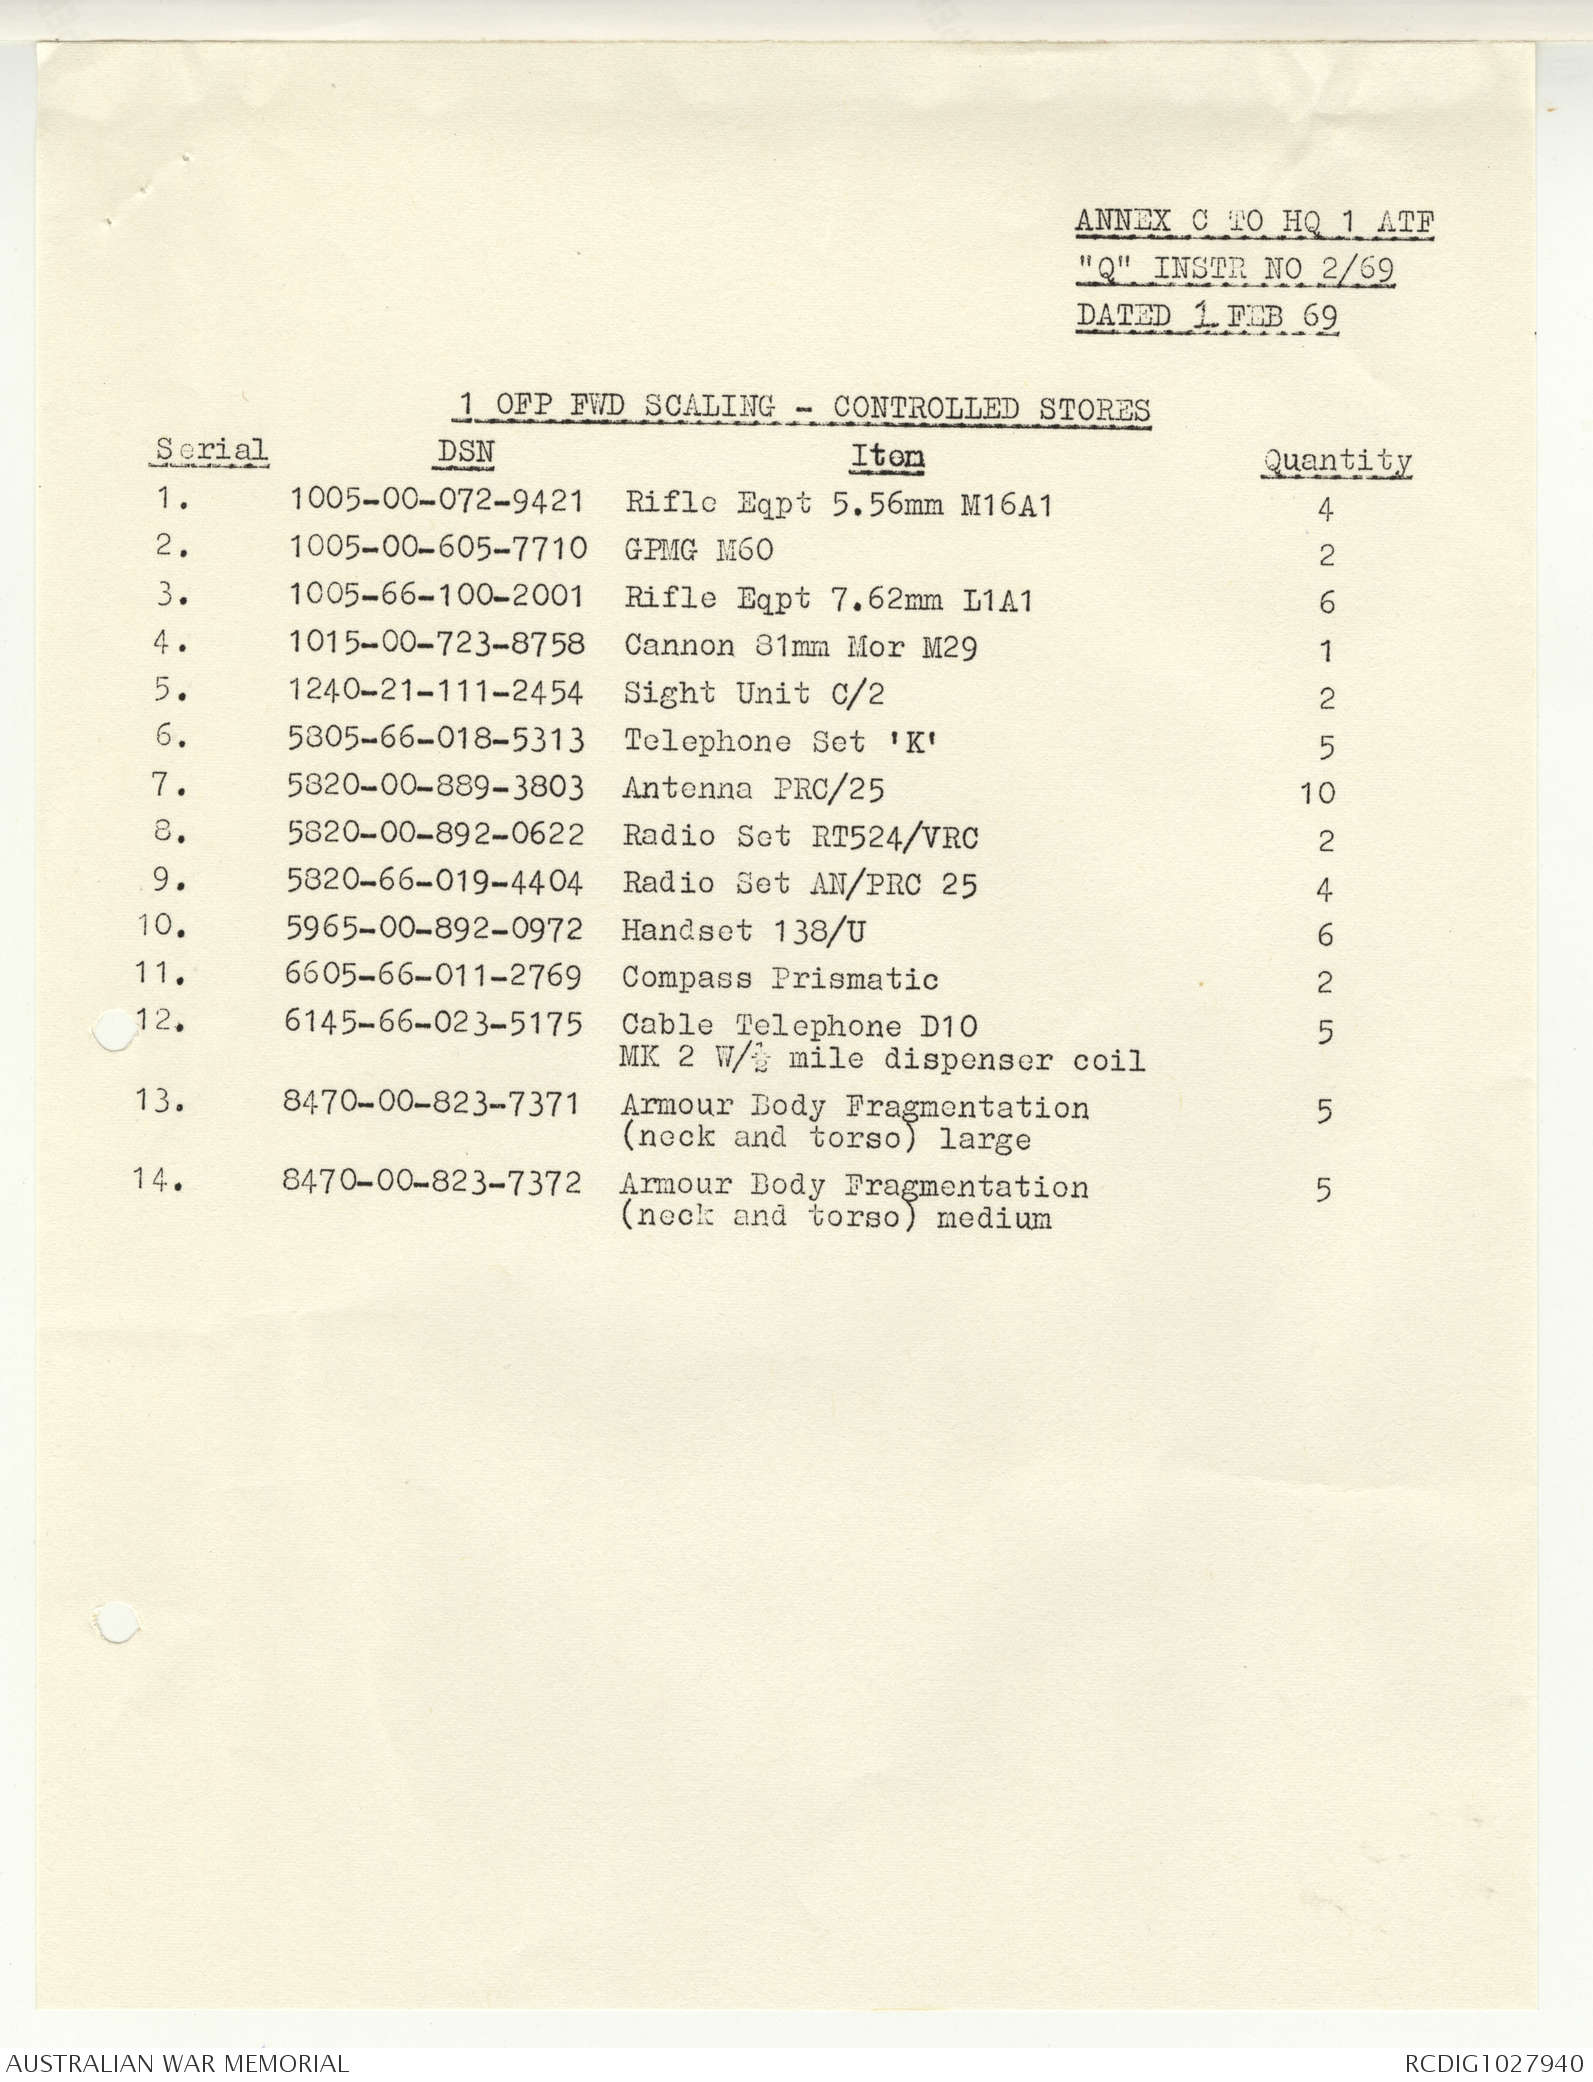 ANNEX C TO HQ 1 ATF
"Q" INSTR NO 2/69
DATED 1 FEB 69
1 OFP FWD SCALING - CONTROLLED STORES
Serial DSN Item Quantity
1. 1005-00-072-9421 Rifle Eqpt 5.56mm M16A1 4
2. 1005-00-605-7710 GPMG M60 2
3. 1005-66-100-2001 Rifle Eqpt 7.62mm L1A1 6
4. 1015-00-723-8758 Cannon 81mm Mor M29 1
5. 1240-21-111-2454 Sight Unit C/2 2
6. 5805-66-018-5313 Telephone Set 'K' 5
7. 5820-00-889-3803 Antenna PRC/25 10
8. 5820-00-892-0622 Radio Set RT524/VRC 2
9. 5820-66-019-4404 Radio Set AN/PRC 25 4
10. 5965-00-892-0972 Handset 138/U 6
11. 6605-66-011-2769 Compass Prismatic 2
12. 6145-66-023-5175 Cable Telephone D10 5
MK 2 W/½ mile dispenser coil
13. 8470-00-823-7371 Armour Body Fragmentation 5
(neck and torso) large
14. 8470-00-823-7372 Armour Body Fragmentation 5
(neck and torso) medium
AUSTRALIAN WAR MEMORIAL RCDIG1027940